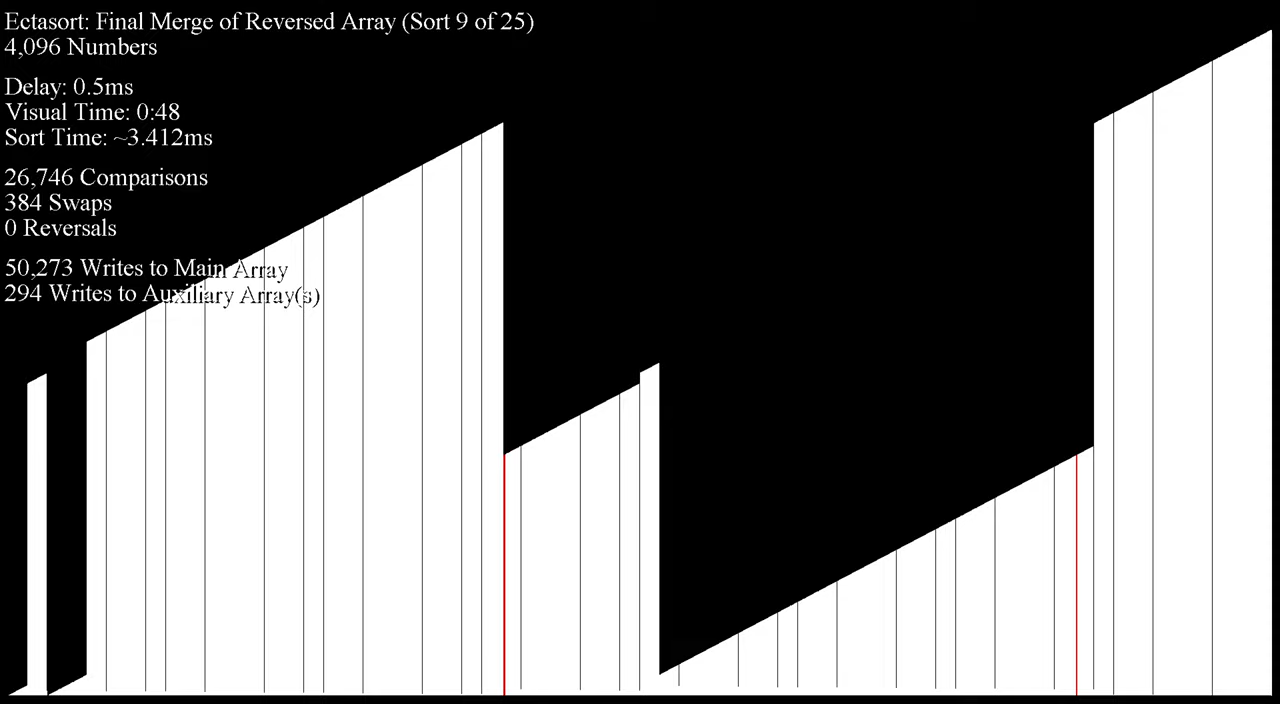 Ectasort: Final Merge of Reversed Array (Sort 9 of 25)
4,096 Numbers
Delay: 0.5ms
Visual Time: 0:48
Sort Time: ~3.412ms
26,746 Comparisons
384 Swaps
0 Reversals
50,273 Writes to Main Array
294 Writes to Auxiliary Array(s)